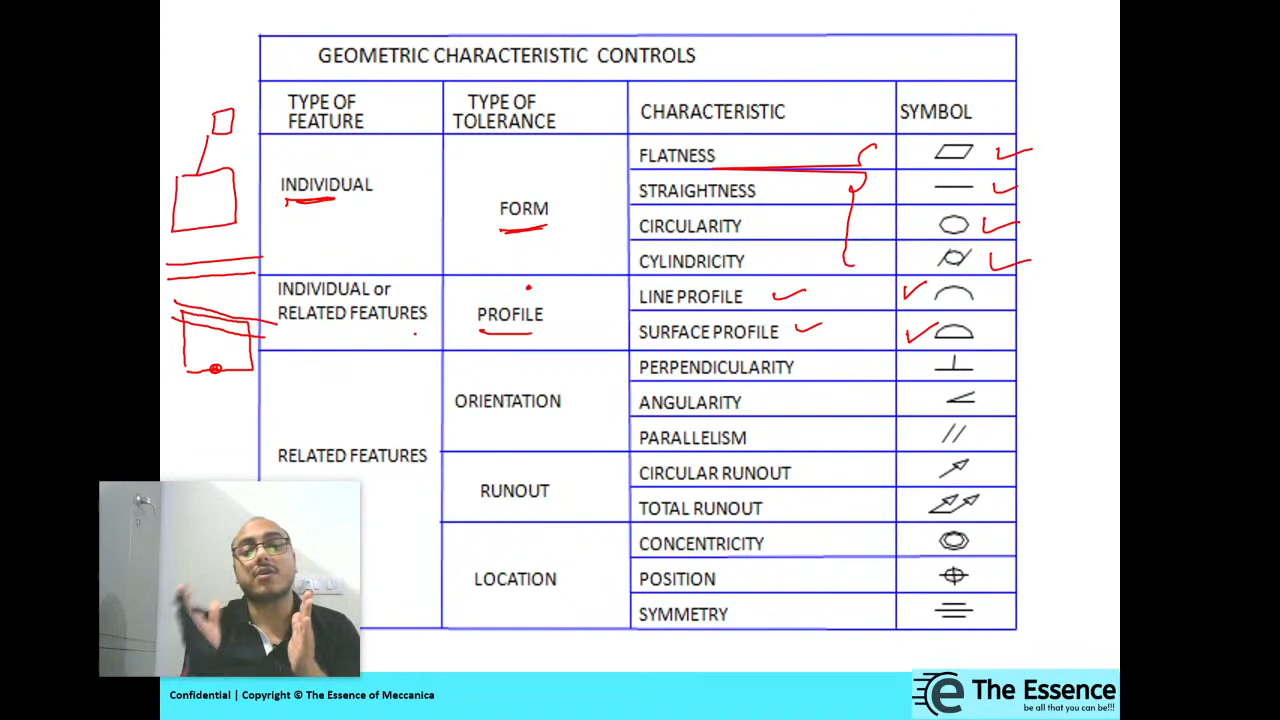 GEOMETRIC CHARACTERISTIC CONTROLS
TYPE OF FEATURE
TYPE OF TOLERANCE
CHARACTERISTIC
SYMBOL
INDIVIDUAL
FORM
FLATNESS
STRAIGHTNESS
CIRCULARITY
CYLINDRICITY
INDIVIDUAL or
RELATED FEATURES
PROFILE
LINE PROFILE
SURFACE PROFILE
RELATED FEATURES
ORIENTATION
PERPENDICULARITY
ANGULARITY
PARALLELISM
RUNOUT
CIRCULAR RUNOUT
TOTAL RUNOUT
LOCATION
CONCENTRICITY
POSITION
SYMMETRY
Confidential | Copyright © The Essence of Meccanica
e The Essence
be all that you can be!!!